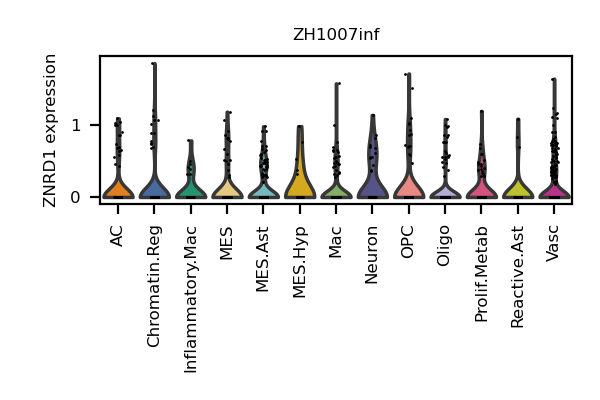 ZH1007inf
ZNRD1 expression
1
0
AC
Chromatin.Reg
Inflammatory.Mac
MES
MES.Ast
MES.Hyp
Mac
Neuron
OPC
Oligo
Prolif.Metab
Reactive.Ast
Vasc